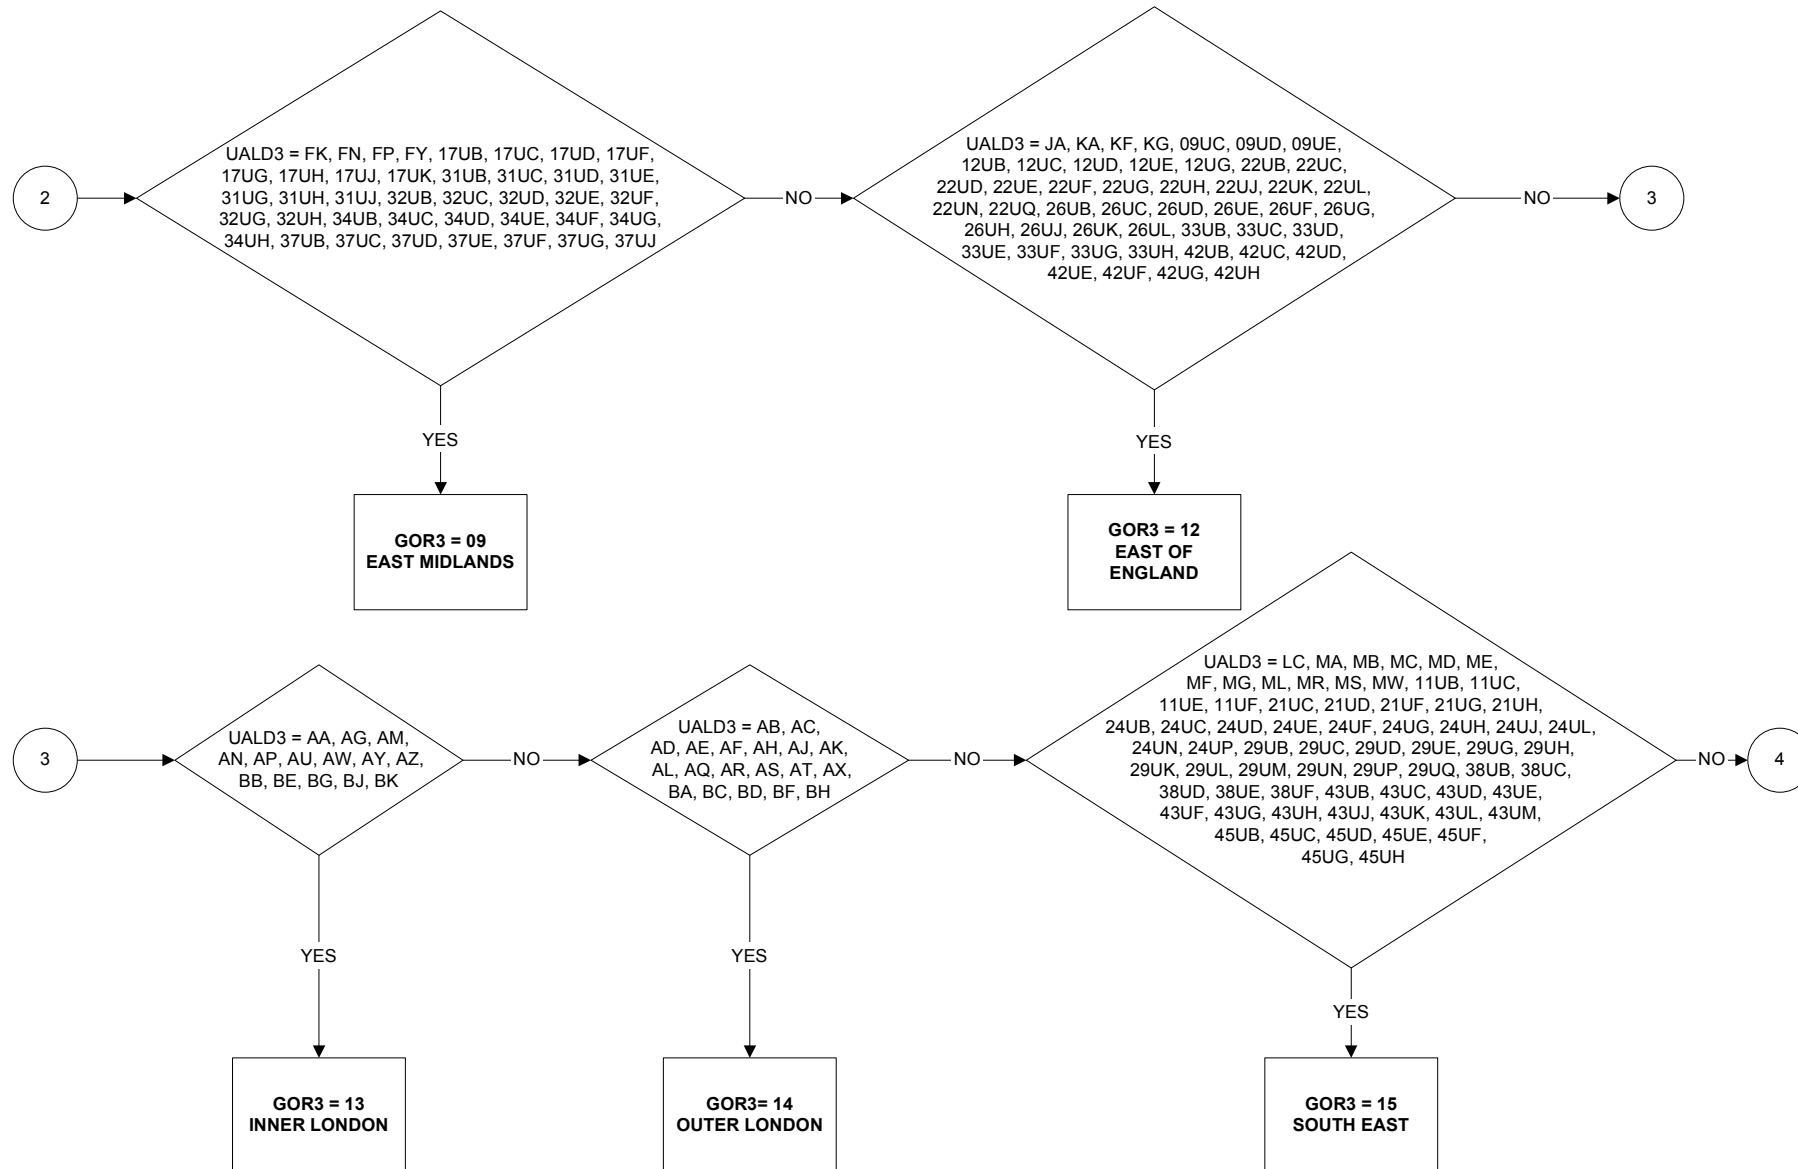 2
UALD3 = FK, FN, FP, FY, 17UB, 17UC, 17UD, 17UF,
17UG, 17UH, 17UJ, 17UK, 31UB, 31UC, 31UD, 31UE,
31UG, 31UH, 31UJ, 32UB, 32UC, 32UD, 32UE, 32UF,
32UG, 32UH, 34UB, 34UC, 34UD, 34UE, 34UF, 34UG,
34UH, 37UB, 37UC, 37UD, 37UE, 37UF, 37UG, 37UJ
NO
UALD3 = JA, KA, KF, KG, 09UC, 09UD, 09UE,
12UB, 12UC, 12UD, 12UE, 12UG, 22UB, 22UC,
22UD, 22UE, 22UF, 22UG, 22UH, 22UJ, 22UK, 22UL,
22UN, 22UQ, 26UB, 26UC, 26UD, 26UE, 26UF, 26UG,
26UH, 26UJ, 26UK, 26UL, 33UB, 33UC, 33UD,
33UE, 33UF, 33UG, 33UH, 42UB, 42UC, 42UD,
42UE, 42UF, 42UG, 42UH
NO
3
YES
YES
GOR3 = 09
EAST MIDLANDS
GOR3 = 12
EAST OF
ENGLAND
3
UALD3 = AA, AG, AM,
AN, AP, AU, AW, AY, AZ,
BB, BE, BG, BJ, BK
NO
UALD3 = AB, AC,
AD, AE, AF, AH, AJ, AK,
AL, AQ, AR, AS, AT, AX,
BA, BC, BD, BF, BH
NO
UALD3 = LC, MA, MB, MC, MD, ME,
MF, MG, ML, MR, MS, MW, 11UB, 11UC,
11UE, 11UF, 21UC, 21UD, 21UF, 21UG, 21UH,
24UB, 24UC, 24UD, 24UE, 24UF, 24UG, 24UH, 24UJ, 24UL,
24UN, 24UP, 29UB, 29UC, 29UD, 29UE, 29UG, 29UH,
29UK, 29UL, 29UM, 29UN, 29UP, 29UQ, 38UB, 38UC,
38UD, 38UE, 38UF, 43UB, 43UC, 43UD, 43UE,
43UF, 43UG, 43UH, 43UJ, 43UK, 43UL, 43UM,
45UB, 45UC, 45UD, 45UE, 45UF,
45UG, 45UH
NO
4
YES
YES
YES
GOR3 = 13
INNER LONDON
GOR3= 14
OUTER LONDON
GOR3 = 15
SOUTH EAST